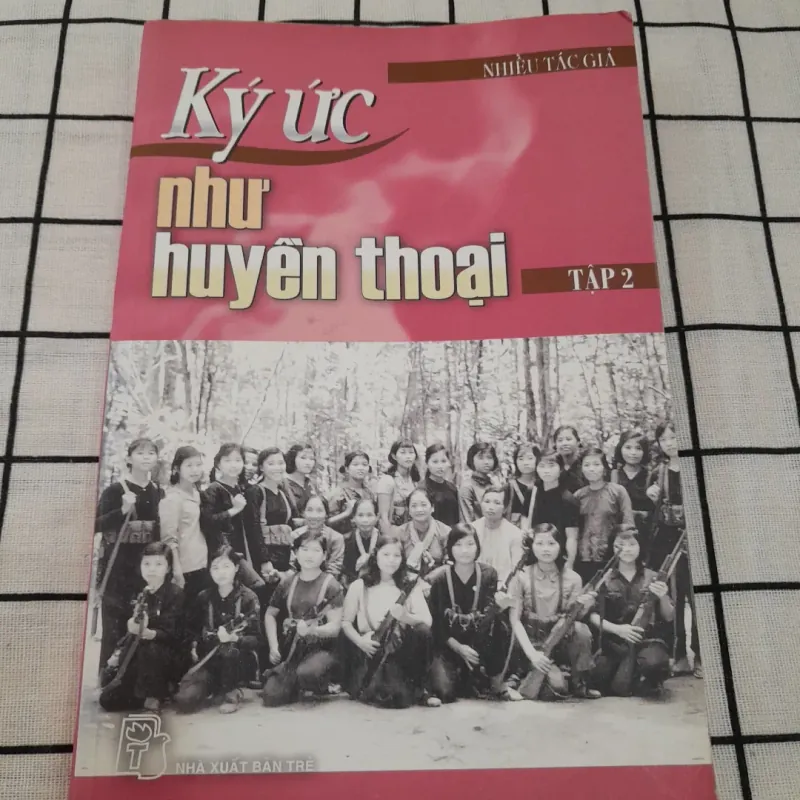 NHIỀU TÁC GIẢ
Ký ức
như
huyền thoại
TẬP 2
T
NHÀ XUẤT BẢN TRẺ